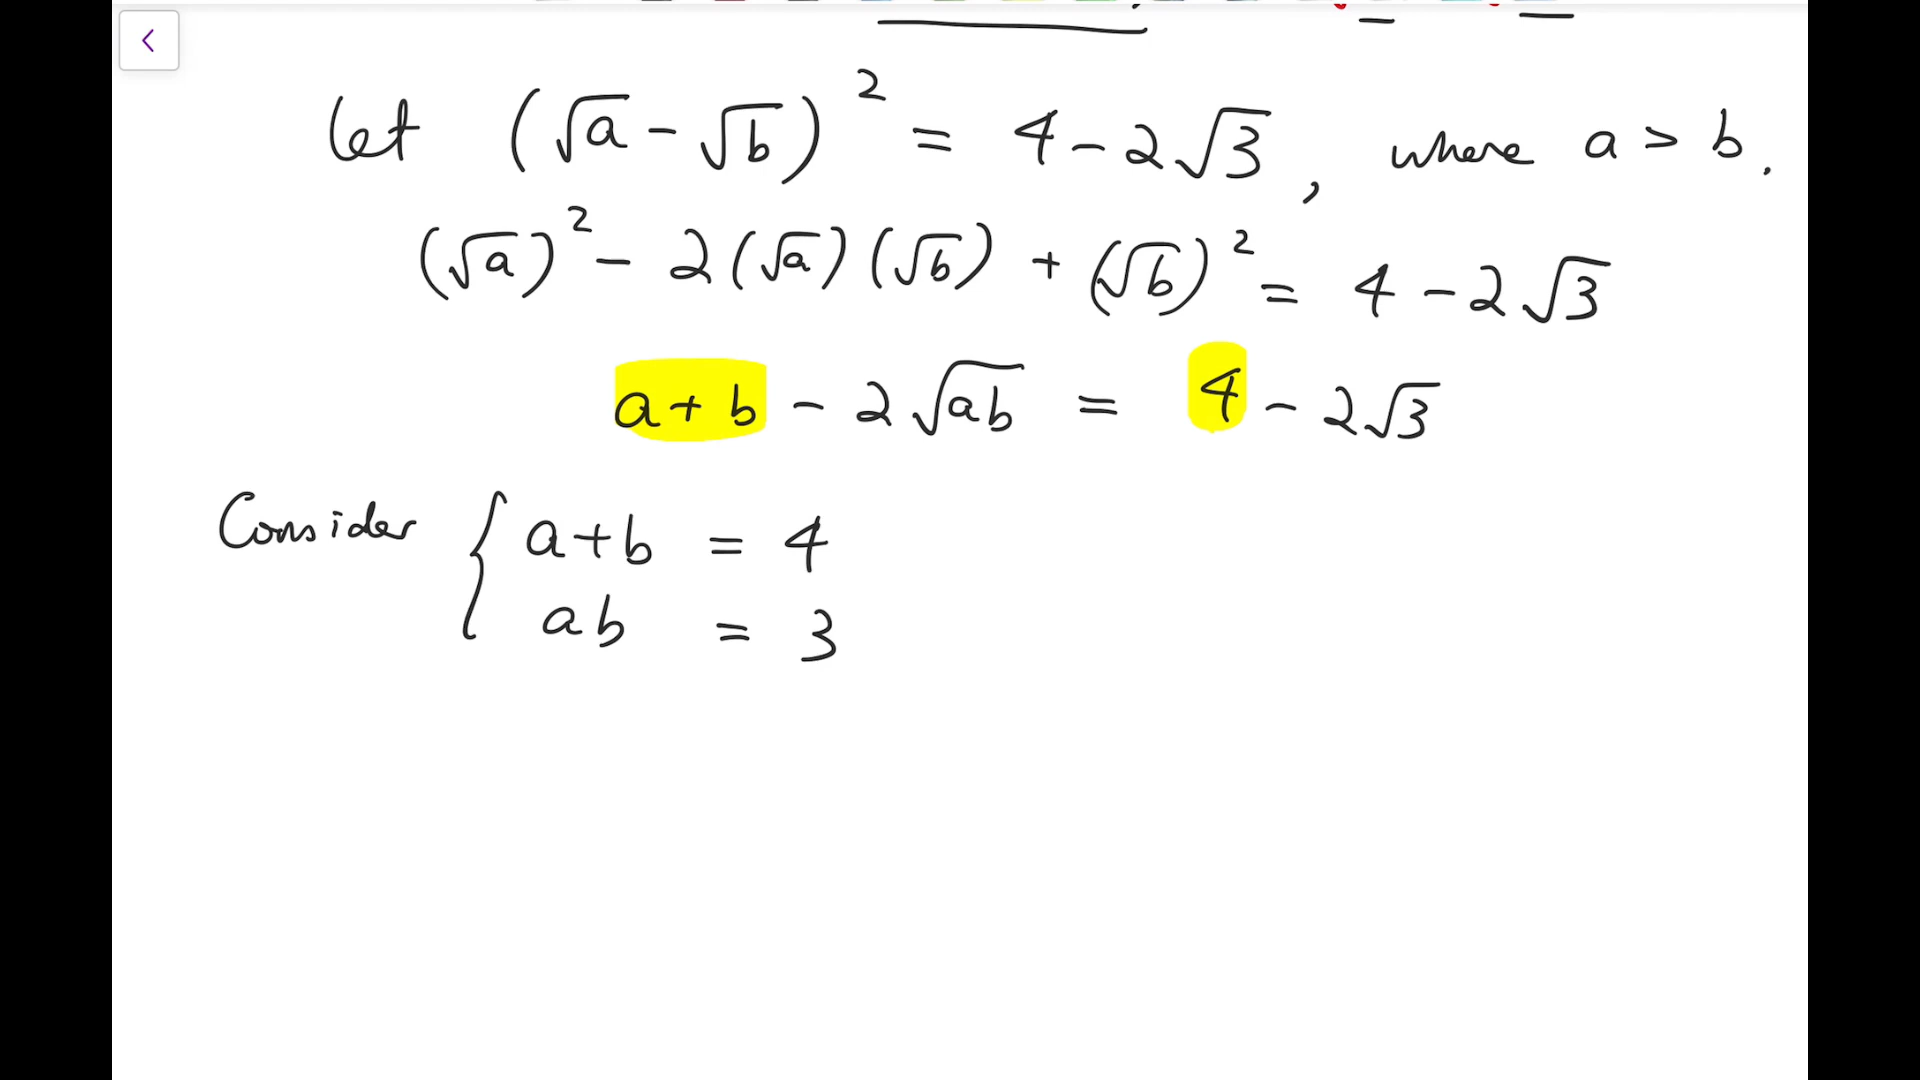 let (√a - √b)² = 4 - 2√3, where a > b.
(√a)² - 2(√a)(√b) + (√b)² = 4 - 2√3
a + b - 2√ab = 4 - 2√3
Consider { a + b = 4
ab = 3